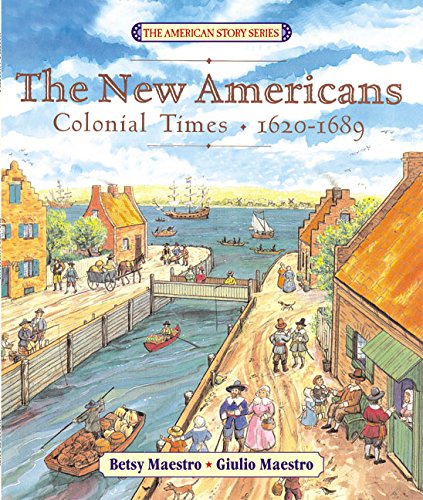 THE AMERICAN STORY SERIES
The New Americans
Colonial Times • 1620-1689
Betsy Maestro ★ Giulio Maestro